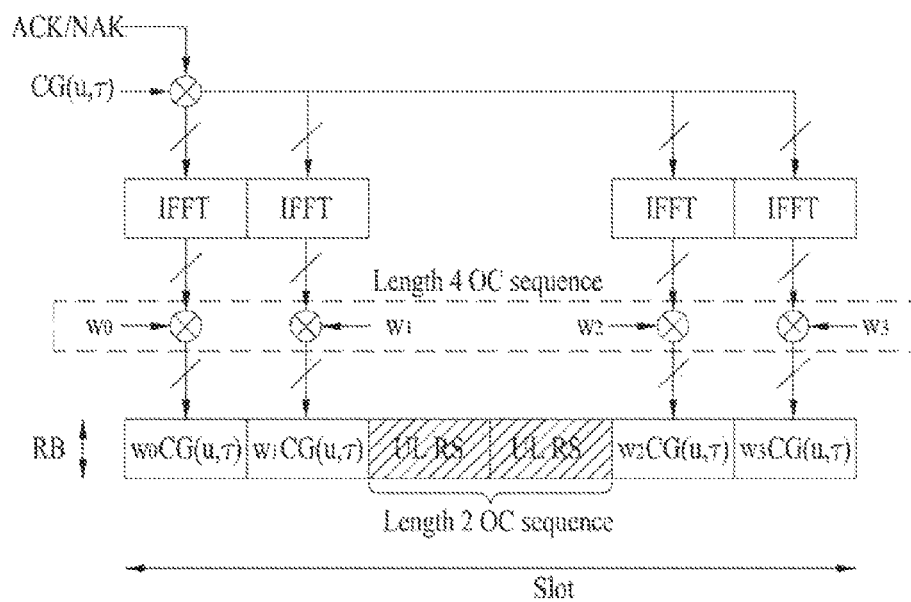 ACK/NAK
CG(u,τ)
IFFT IFFT IFFT IFFT
Length 4 OC sequence
w0 w1 w2 w3
RB w0CG(u,τ) w1CG(u,τ) UL RS UL RS w2CG(u,τ) w3CG(u,τ)
Length 2 OC sequence
Slot